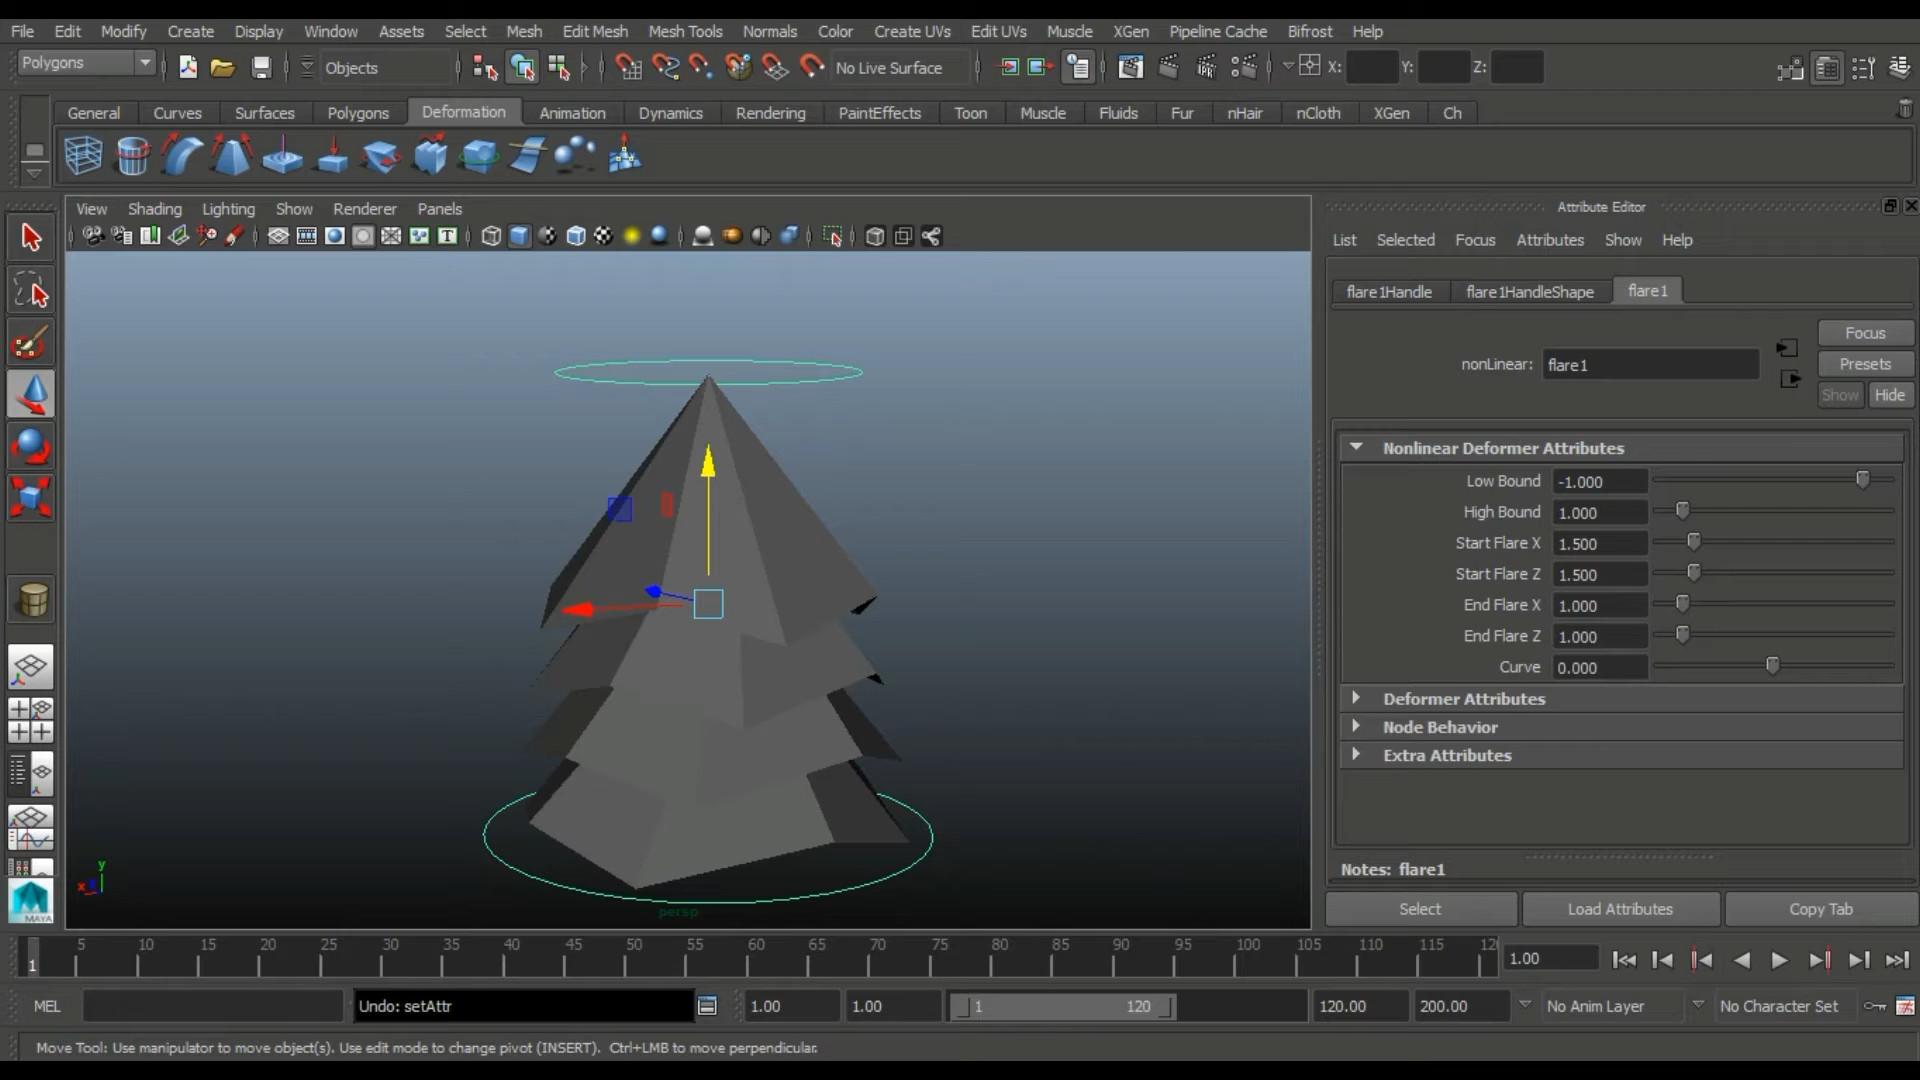 File Edit Modify Create Display Window Assets Select Mesh Edit Mesh Mesh Tools Normals Color Create UVs Edit UVs Muscle XGen Pipeline Cache Bifrost Help
Polygons Objects No Live Surface X: Y: Z:
General Curves Surfaces Polygons Deformation Animation Dynamics Rendering PaintEffects Toon Muscle Fluids Fur nHair nCloth XGen Ch
View Shading Lighting Show Renderer Panels
Attribute Editor
List Selected Focus Attributes Show Help
flare1Handle flare1HandleShape flare1
nonLinear: flare1
Focus
Presets
Show Hide
Nonlinear Deformer Attributes
Low Bound -1.000
High Bound 1.000
Start Flare X 1.500
Start Flare Z 1.500
End Flare X 1.000
End Flare Z 1.000
Curve 0.000
Deformer Attributes
Node Behavior
Extra Attributes
Notes: flare1
Select Load Attributes Copy Tab
y
x
persp
MAYA
1 5 10 15 20 25 30 35 40 45 50 55 60 65 70 75 80 85 90 95 100 105 110 115 12 1.00
MEL Undo: setAttr 1.00 1.00 1 120 120.00 200.00 No Anim Layer No Character Set
Move Tool: Use manipulator to move object(s). Use edit mode to change pivot (INSERT). Ctrl+LMB to move perpendicular.